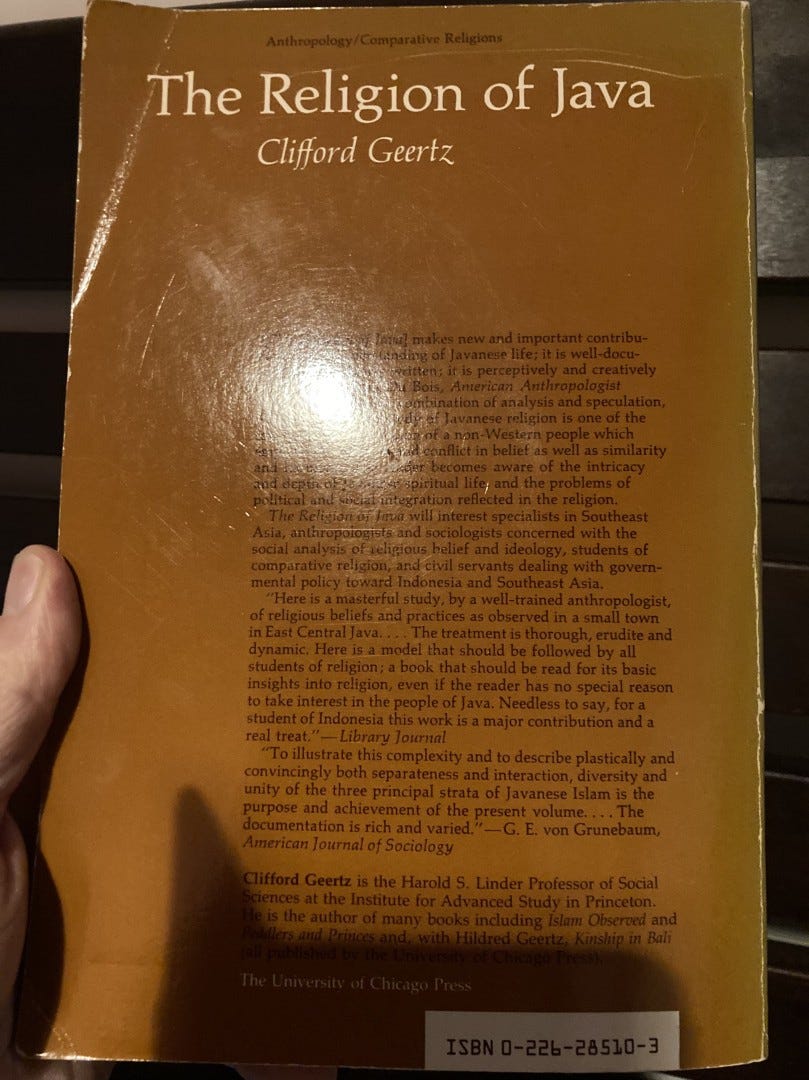 Anthropology/Comparative Religions
The Religion of Java
Clifford Geertz
makes new and important contribu-
of Javanese life; it is well-docu-
written; it is perceptively and creatively
Du Bois, American Anthropologist
combination of analysis and speculation,
of Javanese religion is one of the
of a non-Western people which
conflict in belief as well as similarity
and becomes aware of the intricacy
and depth of spiritual life, and the problems of
political and social integration reflected in the religion.
The Religion of Java will interest specialists in Southeast
Asia, anthropologists and sociologists concerned with the
social analysis of religious belief and ideology, students of
comparative religion, and civil servants dealing with govern-
mental policy toward Indonesia and Southeast Asia.
"Here is a masterful study, by a well-trained anthropologist,
of religious beliefs and practices as observed in a small town
in East Central Java. . . . The treatment is thorough, erudite and
dynamic. Here is a model that should be followed by all
students of religion; a book that should be read for its basic
insights into religion, even if the reader has no special reason
to take interest in the people of Java. Needless to say, for a
student of Indonesia this work is a major contribution and a
real treat."—Library Journal
"To illustrate this complexity and to describe plastically and
convincingly both separateness and interaction, diversity and
unity of the three principal strata of Javanese Islam is the
purpose and achievement of the present volume. . . . The
documentation is rich and varied."—G. E. von Grunebaum,
American Journal of Sociology
Clifford Geertz is the Harold S. Linder Professor of Social
Sciences at the Institute for Advanced Study in Princeton.
He is the author of many books including Islam Observed and
Peddlers and Princes and, with Hildred Geertz, Kinship in Bali
(all published by the University of Chicago Press).
The University of Chicago Press
ISBN 0-226-28510-3